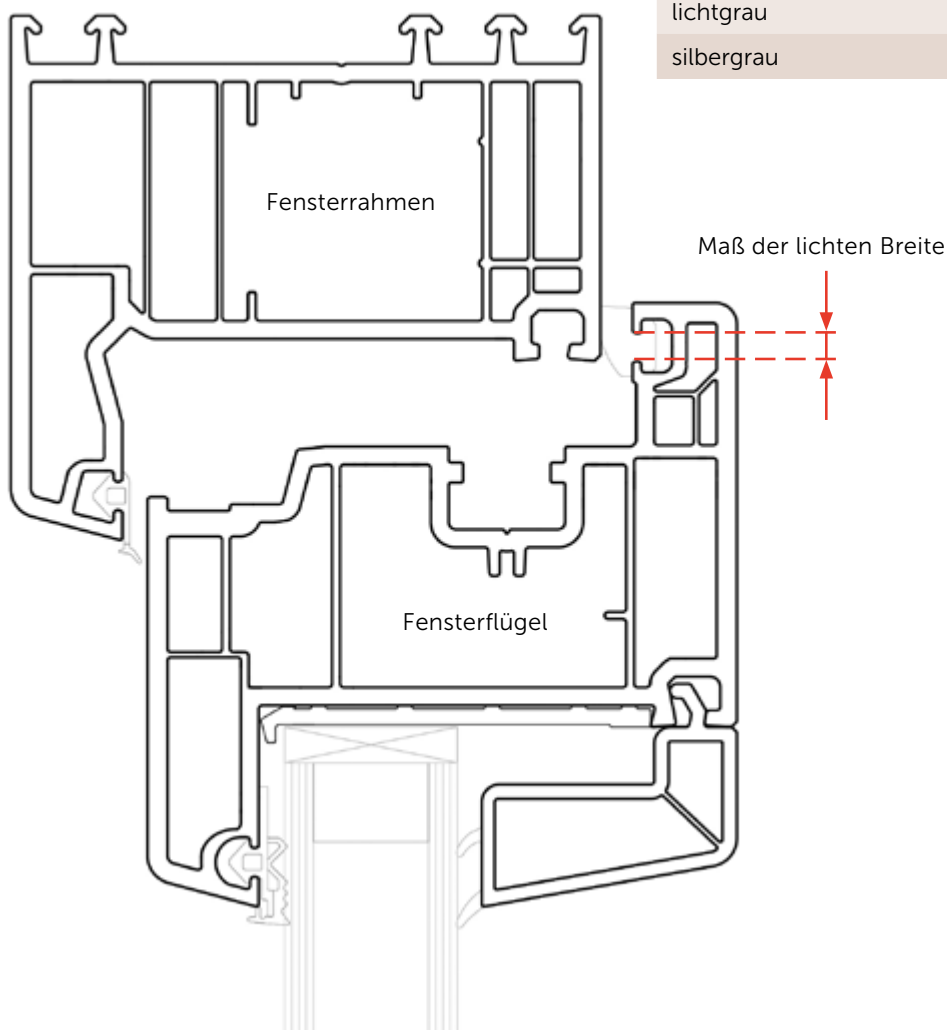 lichtgrau
silbergrau
Fensterrahmen
Maß der lichten Breite
Fensterflügel